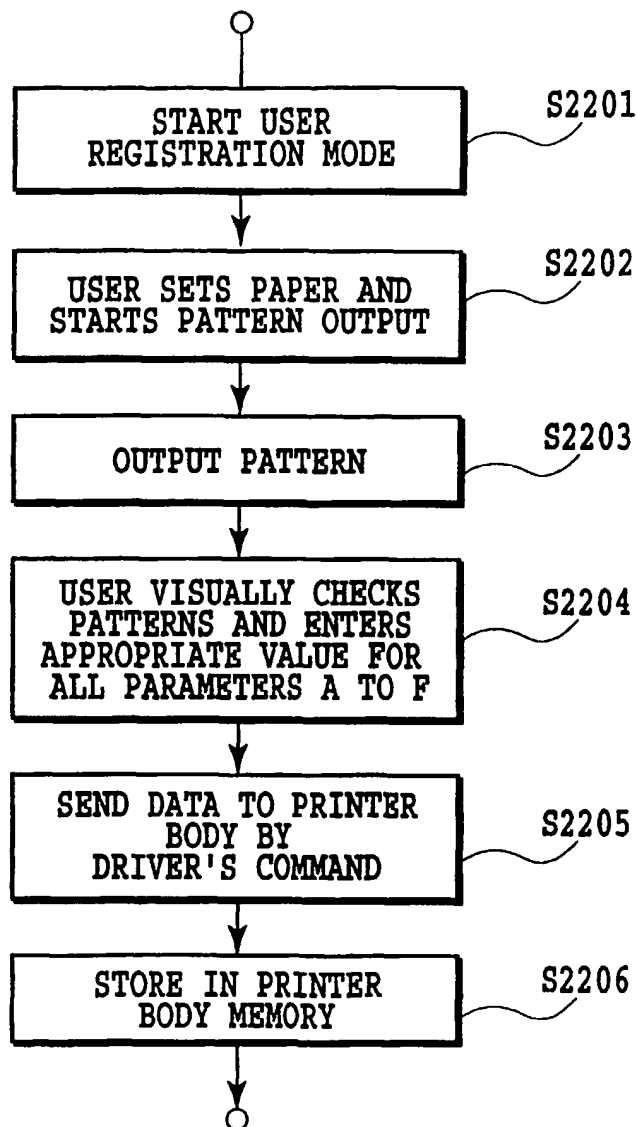 START USER
REGISTRATION MODE
S2201
USER SETS PAPER AND
STARTS PATTERN OUTPUT
S2202
OUTPUT PATTERN
S2203
USER VISUALLY CHECKS
PATTERNS AND ENTERS
APPROPRIATE VALUE FOR
ALL PARAMETERS A TO F
S2204
SEND DATA TO PRINTER
BODY BY
DRIVER'S COMMAND
S2205
STORE IN PRINTER
BODY MEMORY
S2206